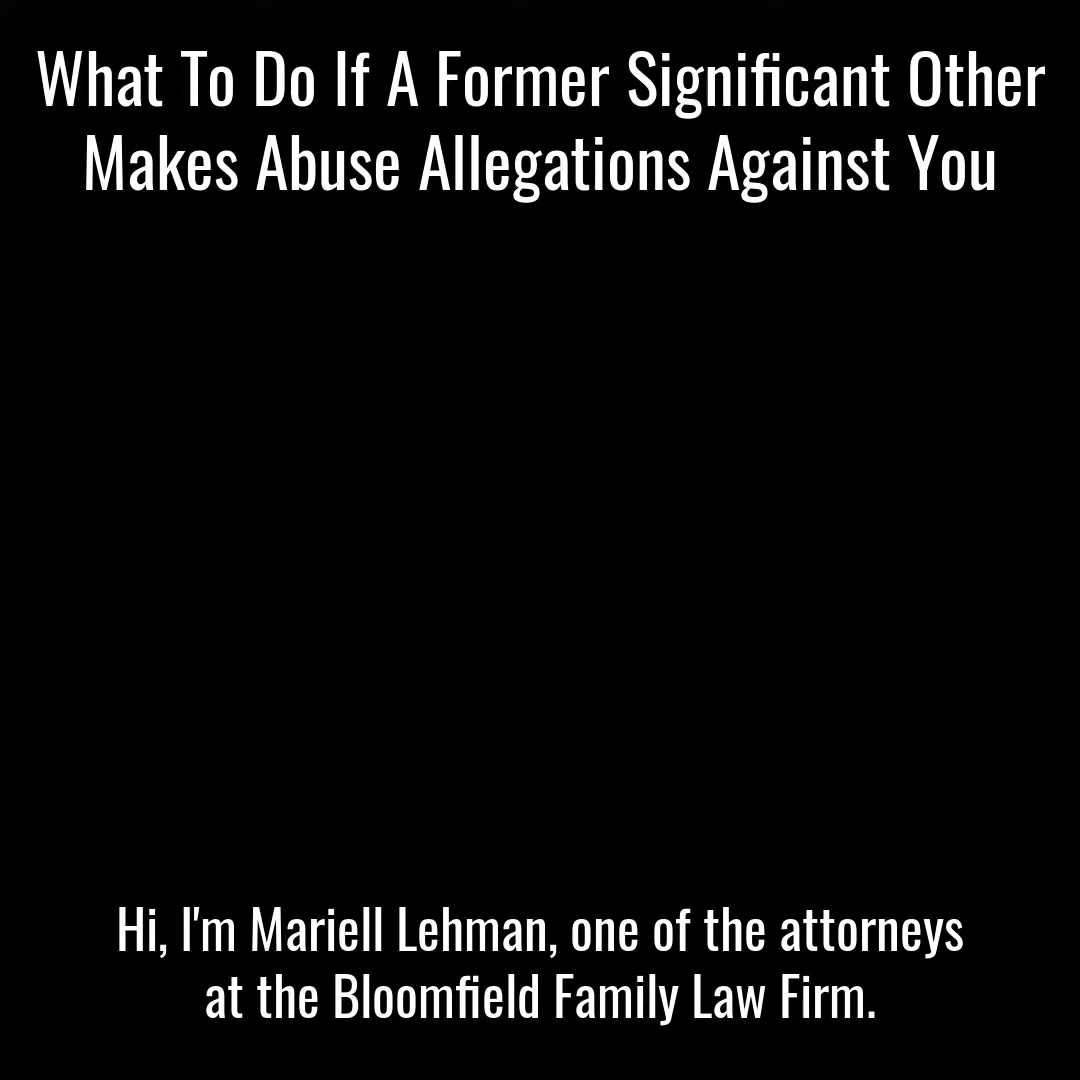 What To Do If A Former Significant Other
Makes Abuse Allegations Against You
Hi, I'm Mariell Lehman, one of the attorneys
at the Bloomfield Family Law Firm.